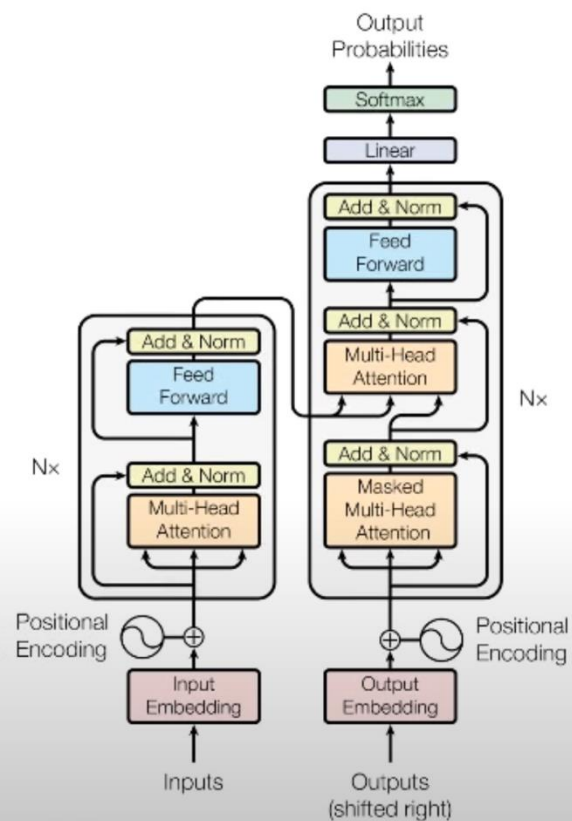 Output
Probabilities
Softmax
Linear
Add & Norm
Feed
Forward
Add & Norm
Multi-Head
Attention
Add & Norm
Masked
Multi-Head
Attention
Nx
Add & Norm
Feed
Forward
Add & Norm
Multi-Head
Attention
Nx
Positional
Encoding
Positional
Encoding
Input
Embedding
Output
Embedding
Inputs
Outputs
(shifted right)